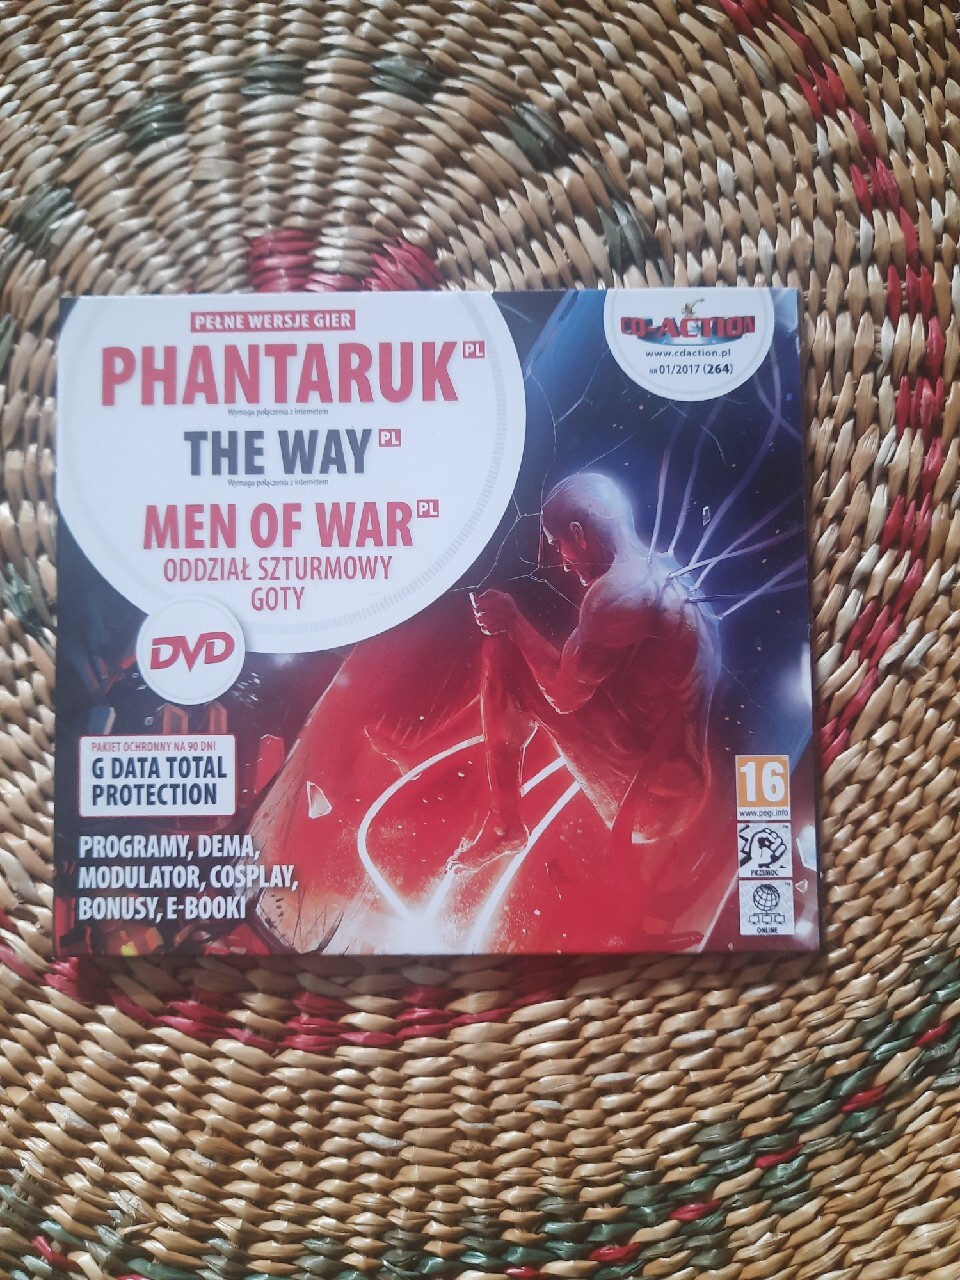 PEŁNE WERSJE GIER
PHANTARUK PL
Wymaga połączenia z internetem
THE WAY PL
Wymaga połączenia z internetem
MEN OF WAR PL
ODDZIAŁ SZTURMOWY
GOTY
DVD
PAKIET OCHRONNY NA 90 DNI
G DATA TOTAL
PROTECTION
PROGRAMY, DEMA,
MODULATOR, COSPLAY,
BONUSY, E-BOOKI
CD-ACTION
www.cdaction.pl
NR 01/2017 (264)
16
www.pegi.info
PRZEMOC
ONLINE